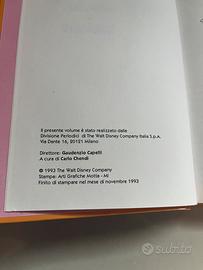 Il presente volume è stato realizzato dalla
Divisione Periodici di The Walt Disney Company Italia S.p.A.
Via Dante 16, 20121 Milano
Direttore: Gaudenzio Capelli
A cura di Carlo Chendi
© 1993 The Walt Disney Company
Stampa: Arti Grafiche Motta - MI
Finito di stampare nel mese di novembre 1993
subito